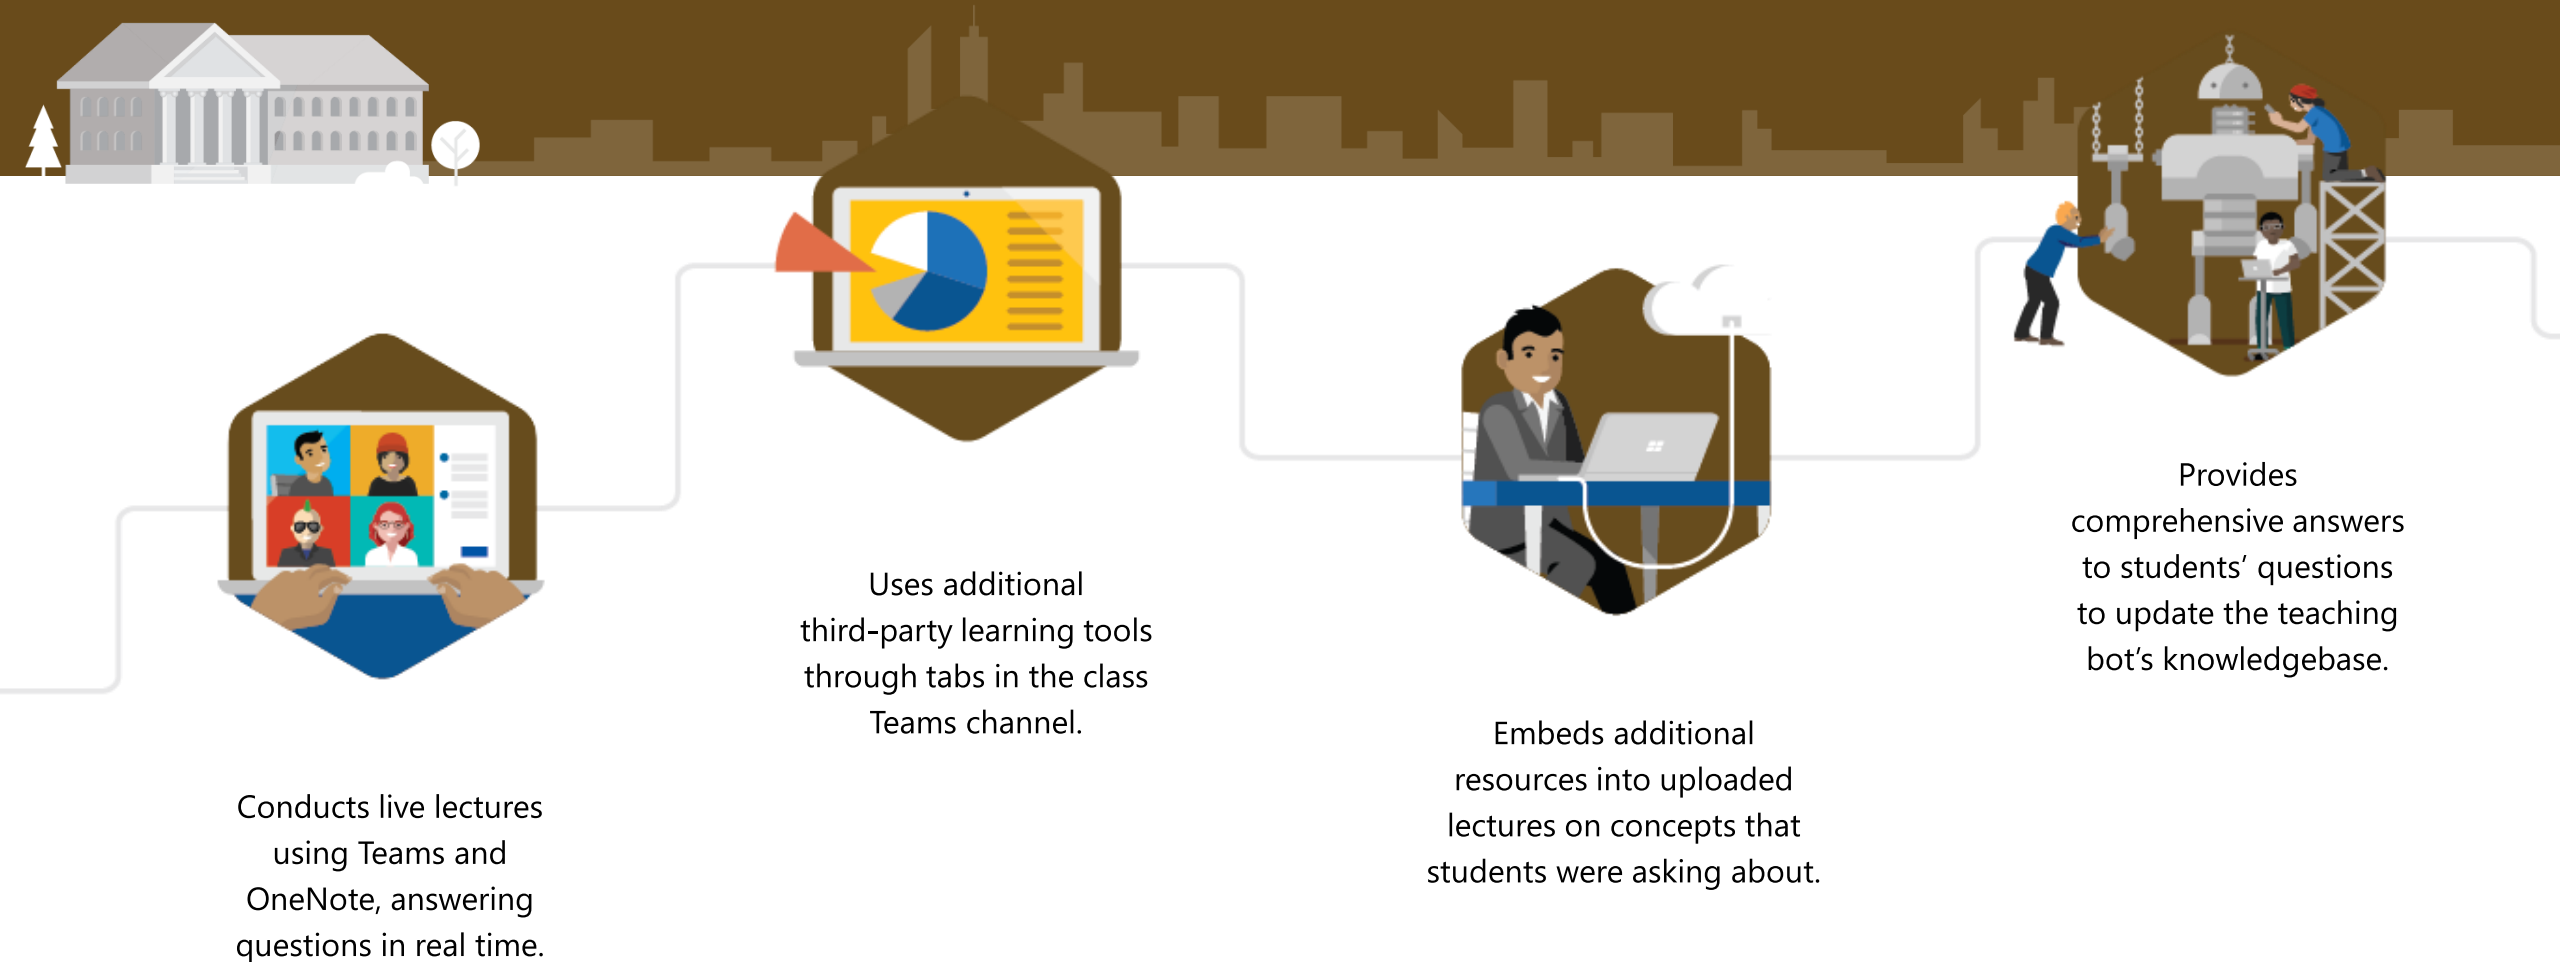 Conducts live lectures
using Teams and
OneNote, answering
questions in real time.
Uses additional
third-party learning tools
through tabs in the class
Teams channel.
Embeds additional
resources into uploaded
lectures on concepts that
students were asking about.
Provides
comprehensive answers
to students’ questions
to update the teaching
bot’s knowledgebase.